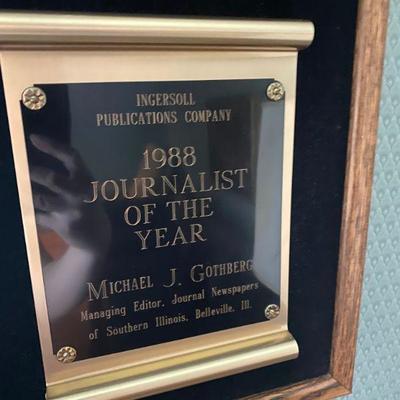 INGERSOLL
PUBLICATIONS COMPANY
1988
JOURNALIST
OF THE
YEAR
MICHAEL J. GOTHBERG
Managing Editor, Journal Newspapers
of Southern Illinois, Belleville, Ill.